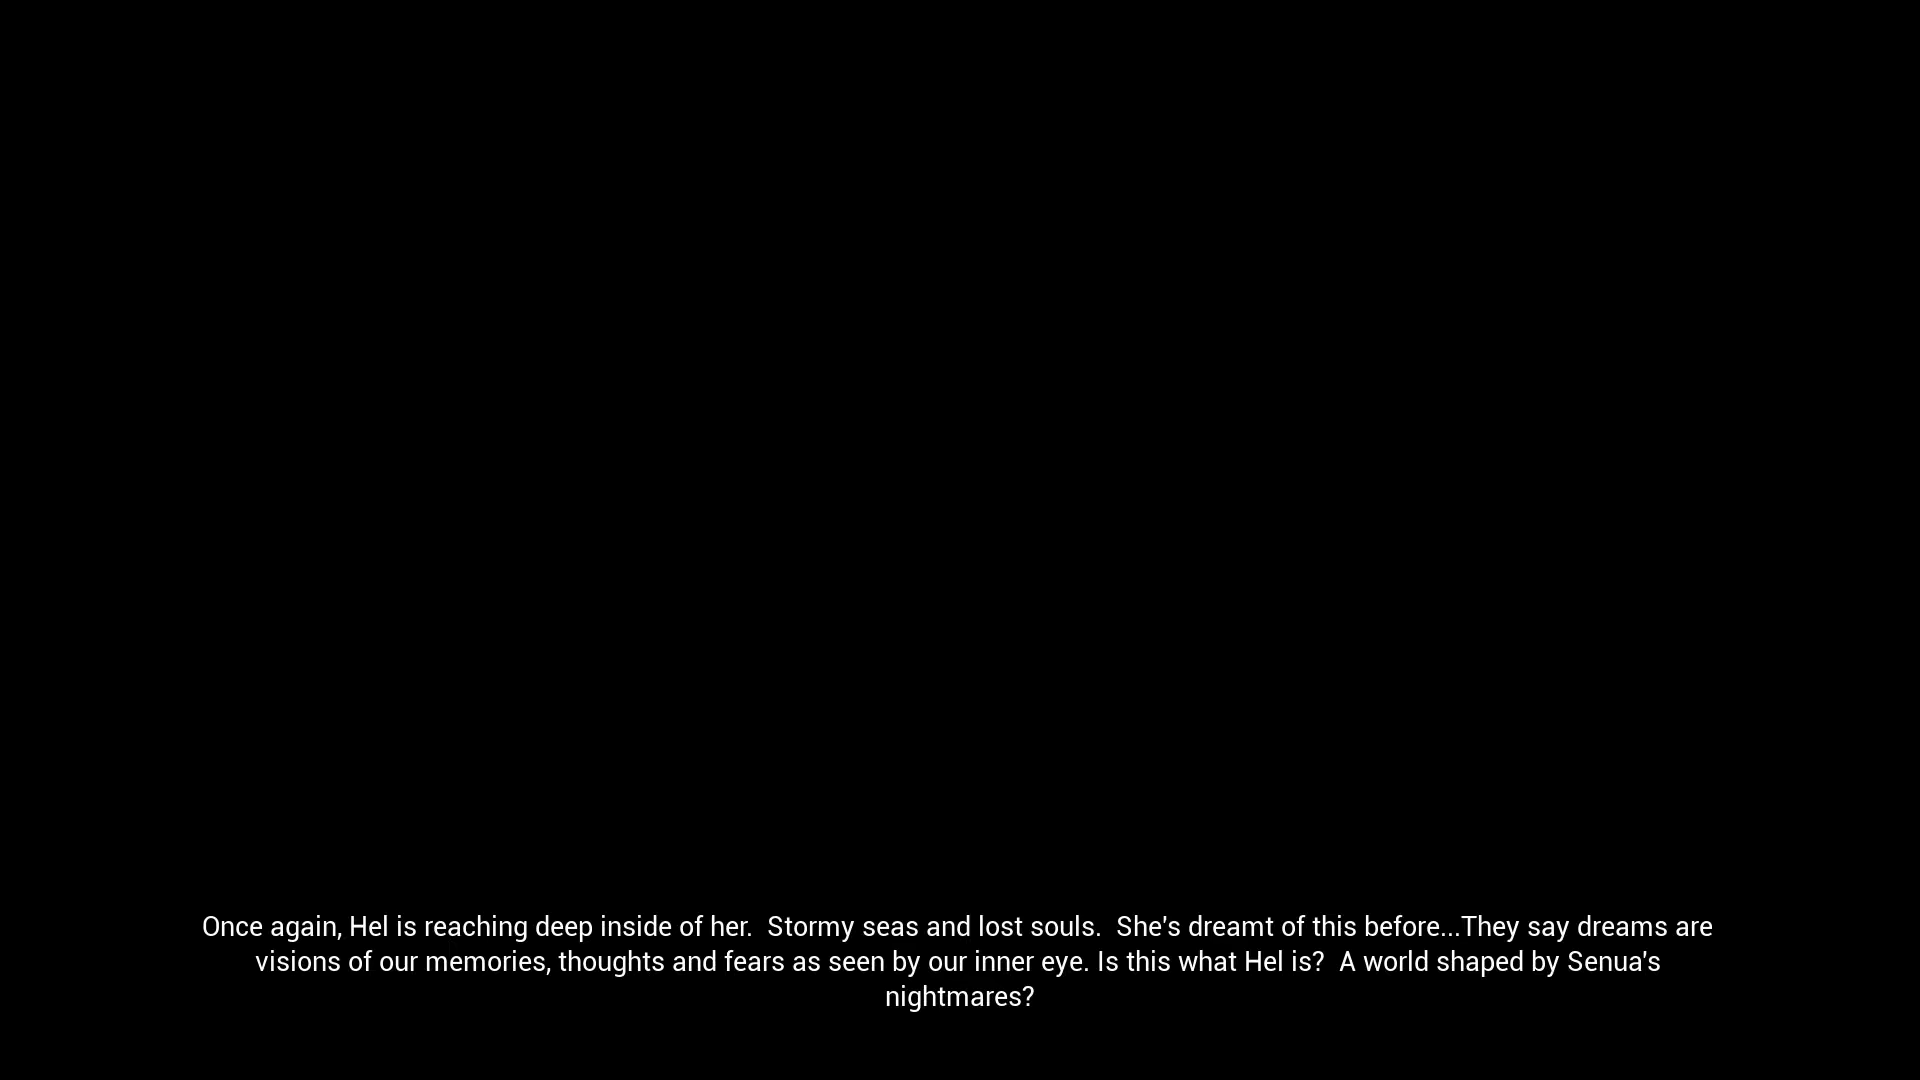 Once again, Hel is reaching deep inside of her.  Stormy seas and lost souls.  She's dreamt of this before...They say dreams are
visions of our memories, thoughts and fears as seen by our inner eye. Is this what Hel is?  A world shaped by Senua's
nightmares?